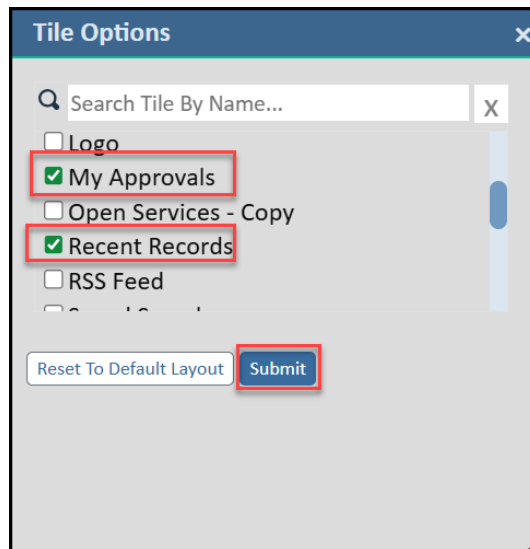 Tile Options
×
Search Tile By Name...
X
Logo
My Approvals
Open Services - Copy
Recent Records
RSS Feed
Reset To Default Layout
Submit